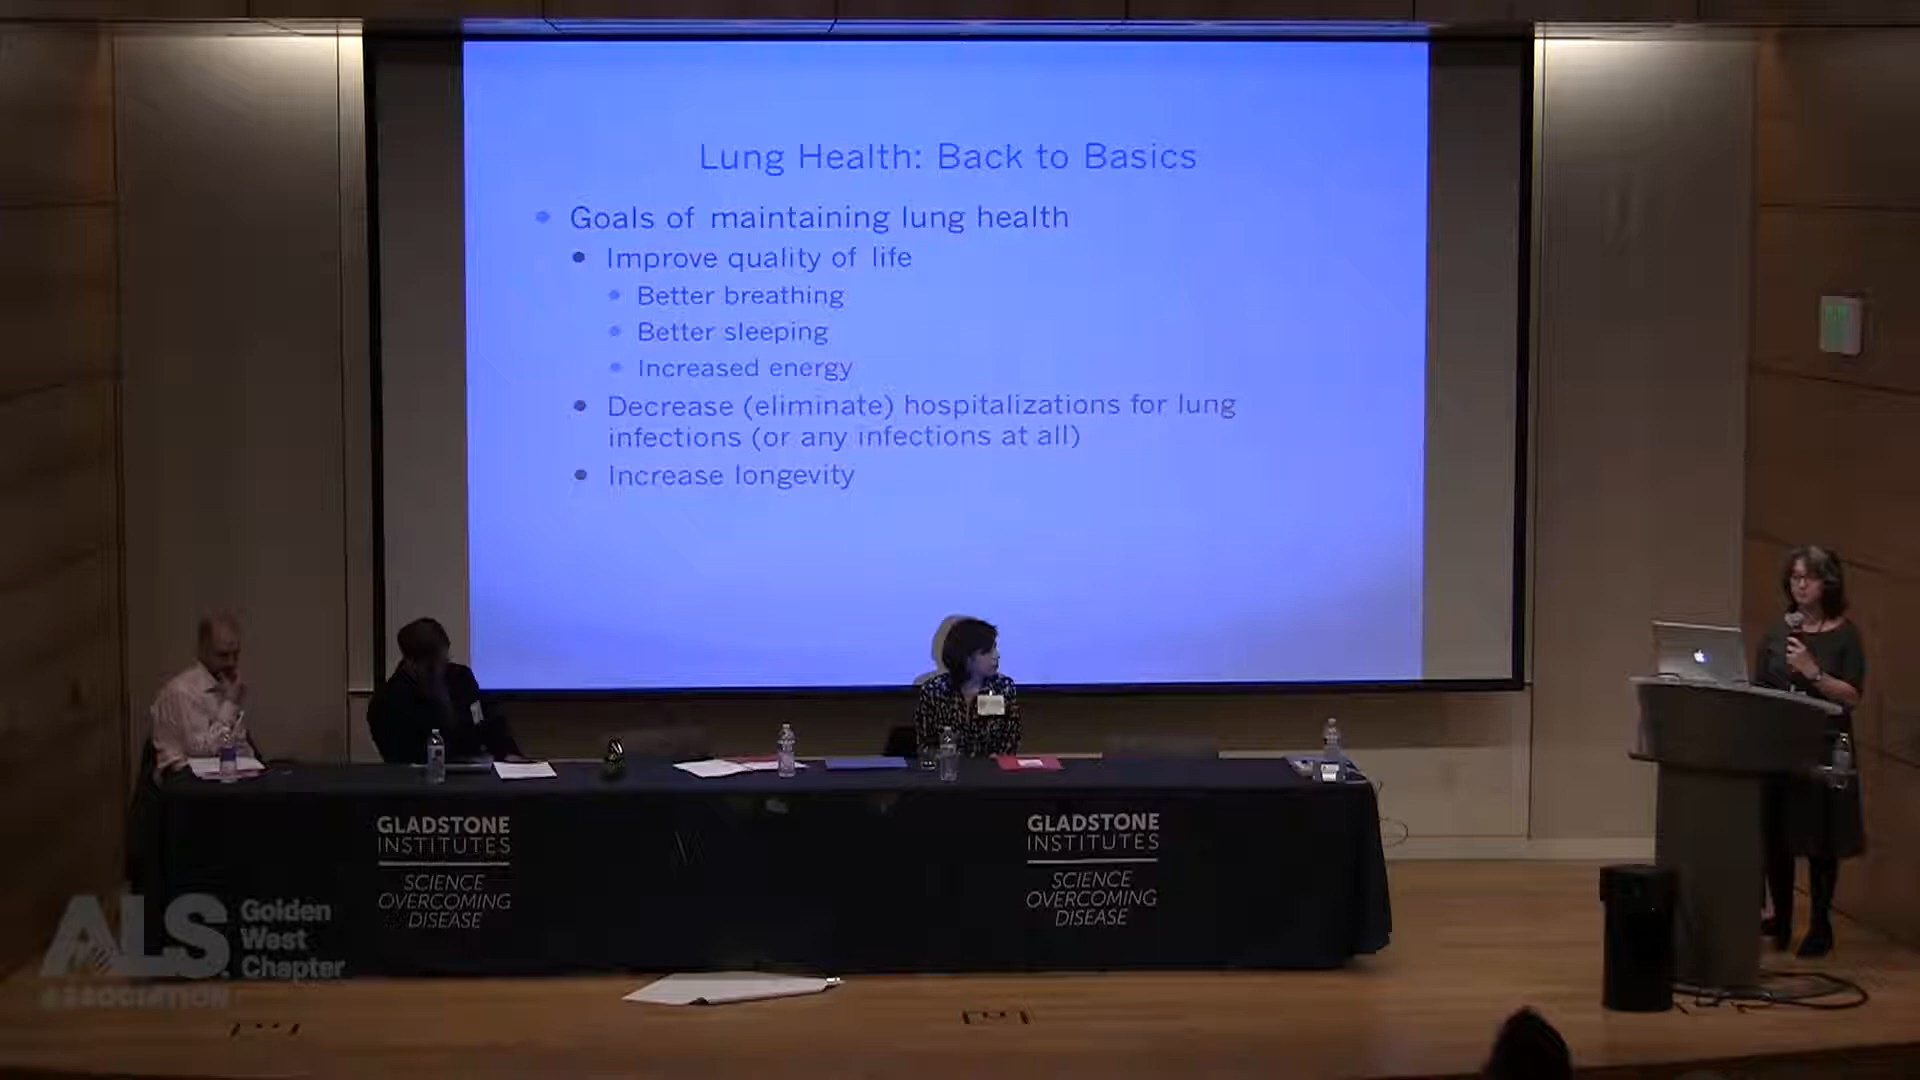 Lung Health: Back to Basics
Goals of maintaining lung health
Improve quality of life
Better breathing
Better sleeping
Increased energy
Decrease (eliminate) hospitalizations for lung
infections (or any infections at all)
Increase longevity
GLADSTONE
INSTITUTES
SCIENCE
OVERCOMING
DISEASE
GLADSTONE
INSTITUTES
SCIENCE
OVERCOMING
DISEASE
ALS
ASSOCIATION
Golden
West
Chapter